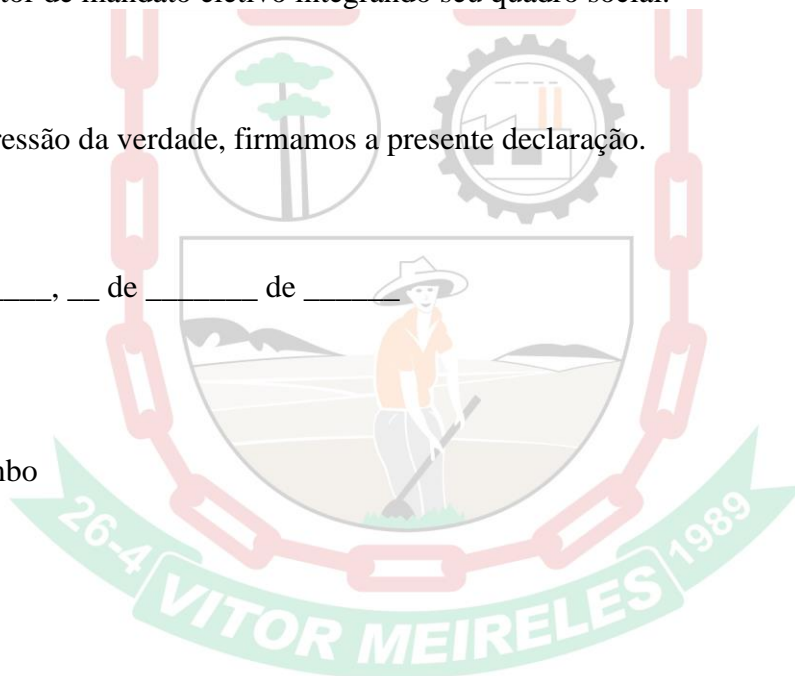 tor de mandato eletivo integrando seu quadro social.
ressão da verdade, firmamos a presente declaração.
____, __ de _______ de ______
nbo
26-4 VITOR MEIRELES 1989